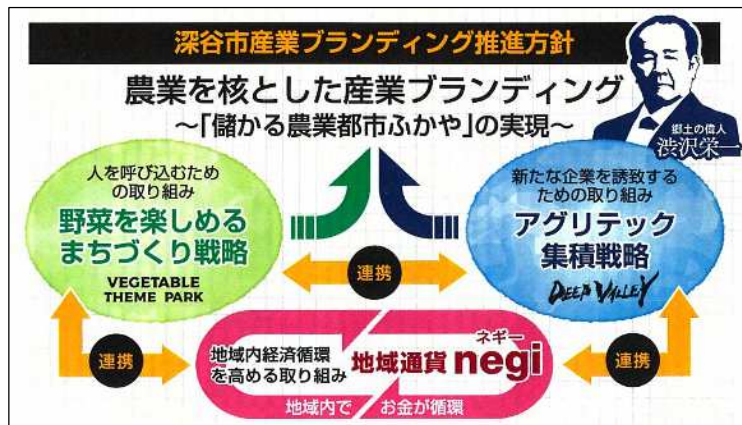 深谷市産業ブランディング推進方針
農業を核とした産業ブランディング
～「儲かる農業都市ふかや」の実現～
郷土の偉人
渋沢栄一
人を呼び込むため
の取り組み
野菜を楽しめる
まちづくり戦略
VEGETABLE
THEME PARK
新たな企業を誘致する
ための取り組み
アグリテック
集積戦略
DEEP VALLEY
連携
連携
連携
地域内経済循環
を高める取り組み
ネギー
地域通貨 negi
地域内で お金が循環